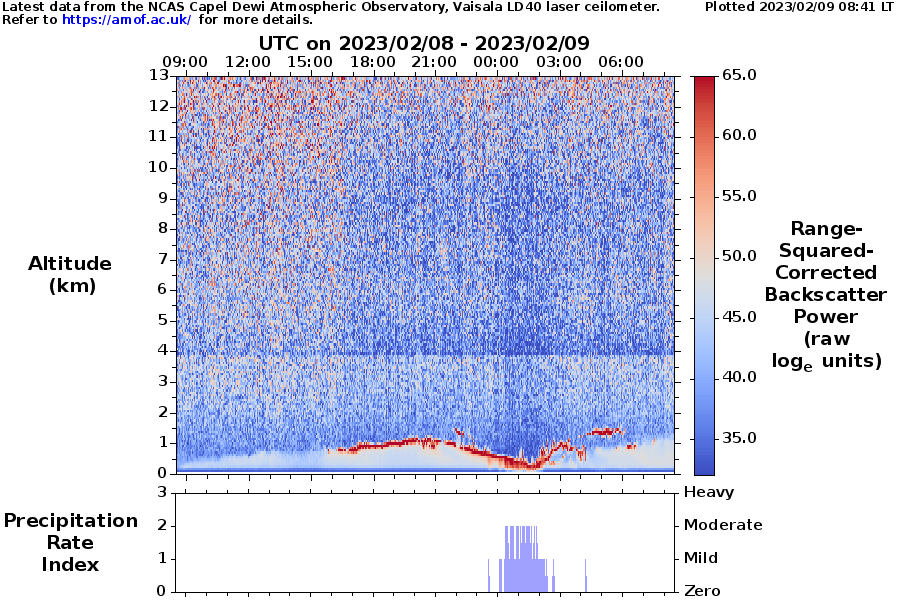 Latest data from the NCAS Capel Dewi Atmospheric Observatory, Vaisala LD40 laser ceilometer. Plotted 2023/02/09 08:41 LT
Refer to https://amof.ac.uk/ for more details.
UTC on 2023/02/08 - 2023/02/09
09:00 12:00 15:00 18:00 21:00 00:00 03:00 06:00
Altitude
(km)
13
12
11
10
9
8
7
6
5
4
3
2
1
0
65.0
60.0
55.0
50.0
45.0
40.0
35.0
Range-
Squared-
Corrected
Backscatter
Power
(raw
logₑ units)
Precipitation
Rate
Index
3
2
1
0
Heavy
Moderate
Mild
Zero